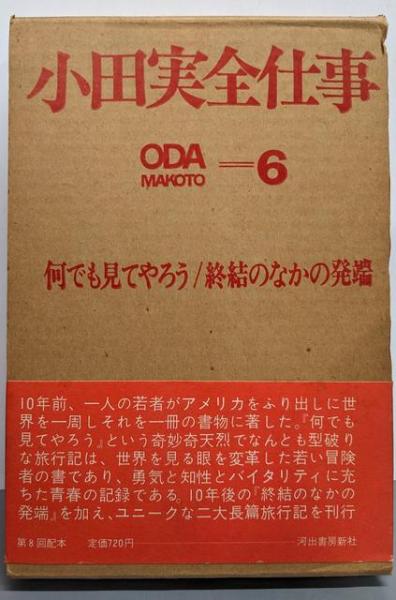 小田実全仕事
ODA
MAKOTO
=6
何でも見てやろう/終結のなかの発端
10年前、一人の若者がアメリカをふり出しに世
界を一周しそれを一冊の書物に著した。『何でも
見てやろう』という奇妙奇天烈でなんとも型破り
な旅行記は、世界を見る眼を変革した若い冒険
者の書であり、勇気と知性とバイタリティに充
ちた青春の記録である。10年後の『終結のなかの
発端』を加え、ユニークな二大長篇旅行記を刊行
第8回配本 定価720円 ──河出書房新社